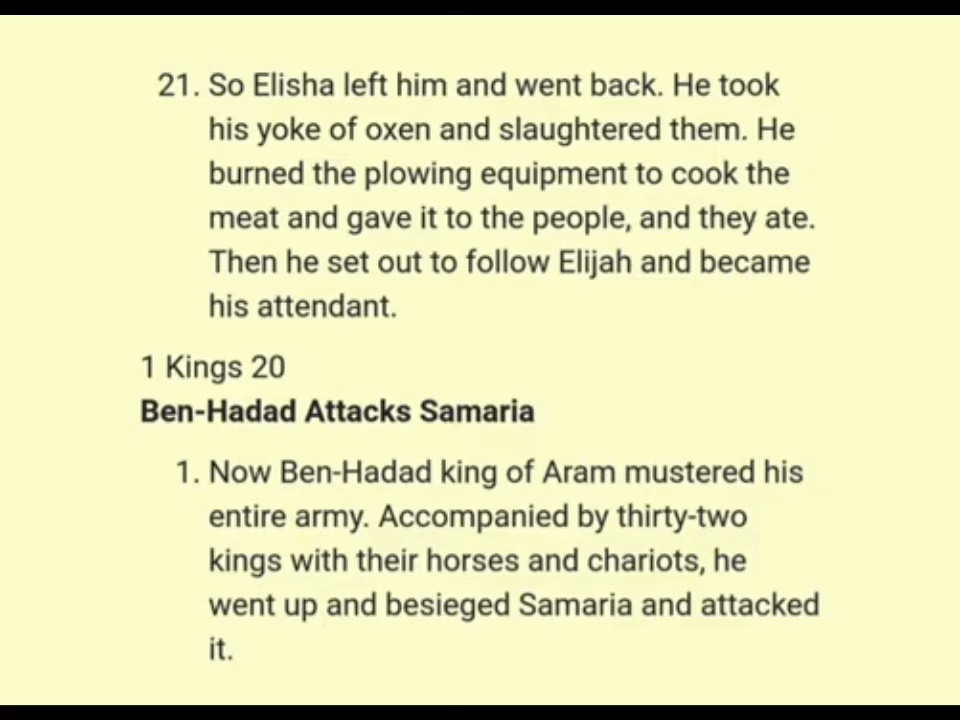 21. So Elisha left him and went back. He took
his yoke of oxen and slaughtered them. He
burned the plowing equipment to cook the
meat and gave it to the people, and they ate.
Then he set out to follow Elijah and became
his attendant.
1 Kings 20
Ben-Hadad Attacks Samaria
1. Now Ben-Hadad king of Aram mustered his
entire army. Accompanied by thirty-two
kings with their horses and chariots, he
went up and besieged Samaria and attacked
it.